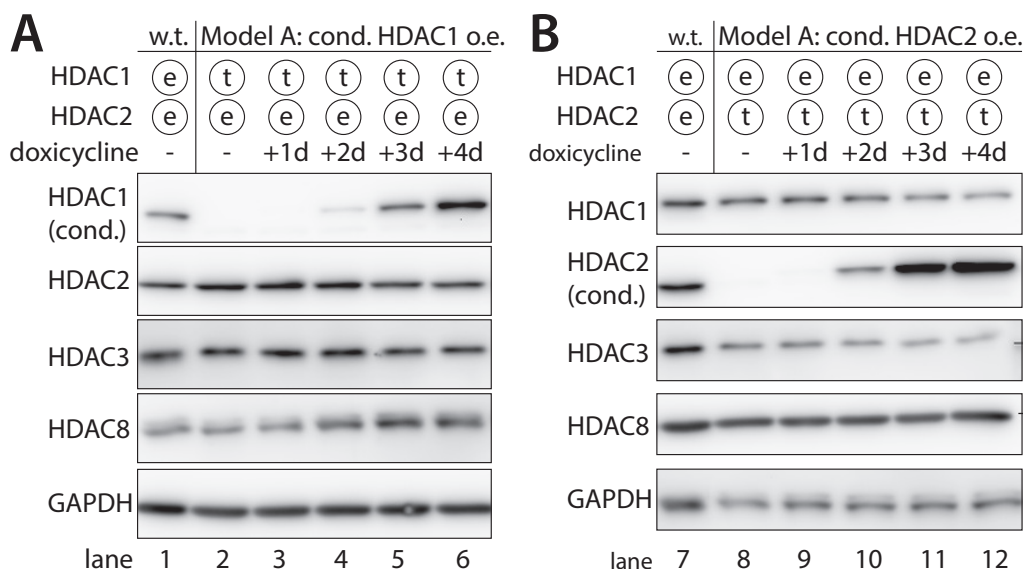 A
w.t. Model A: cond. HDAC1 o.e.
HDAC1 e t t t t t
HDAC2 e e e e e e
doxicycline - - +1d +2d +3d +4d
HDAC1
(cond.)
HDAC2
HDAC3
HDAC8
GAPDH
lane 1 2 3 4 5 6
B
w.t. Model A: cond. HDAC2 o.e.
HDAC1 e e e e e e
HDAC2 e t t t t t
doxicycline - - +1d +2d +3d +4d
HDAC1
HDAC2
(cond.)
HDAC3
HDAC8
GAPDH
lane 7 8 9 10 11 12